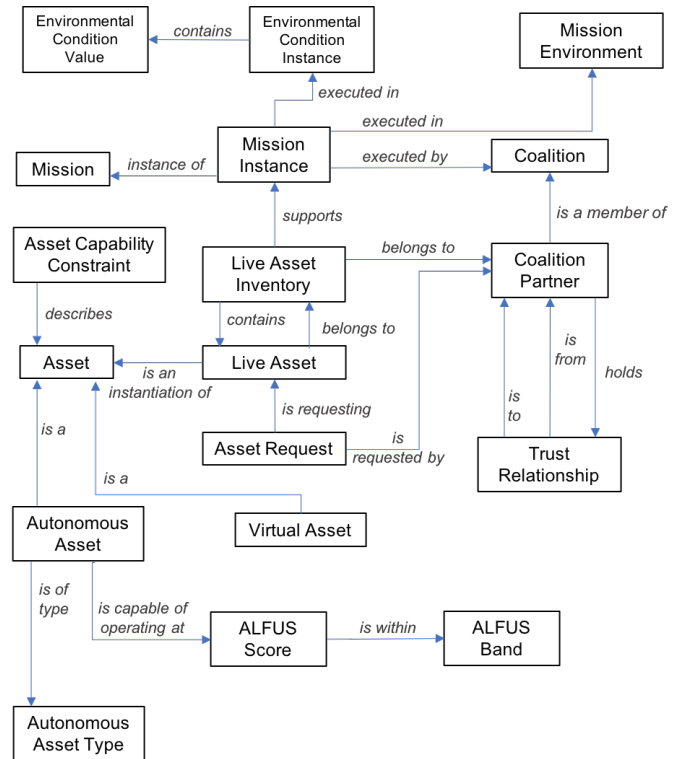 Environmental
Condition
Value
contains
Environmental
Condition
Instance
Mission
Environment
executed in
executed in
Mission
Instance
executed by
Coalition
Mission
instance of
supports
is a member of
Asset Capability
Constraint
Live Asset
Inventory
belongs to
Coalition
Partner
describes
contains
belongs to
Asset
is an
instantiation of
Live Asset
is
from
holds
is
to
is requesting
is a
Asset Request
is
requested by
Trust
Relationship
is a
Autonomous
Asset
Virtual Asset
is of
type
is capable of
operating at
ALFUS
Score
is within
ALFUS
Band
Autonomous
Asset Type